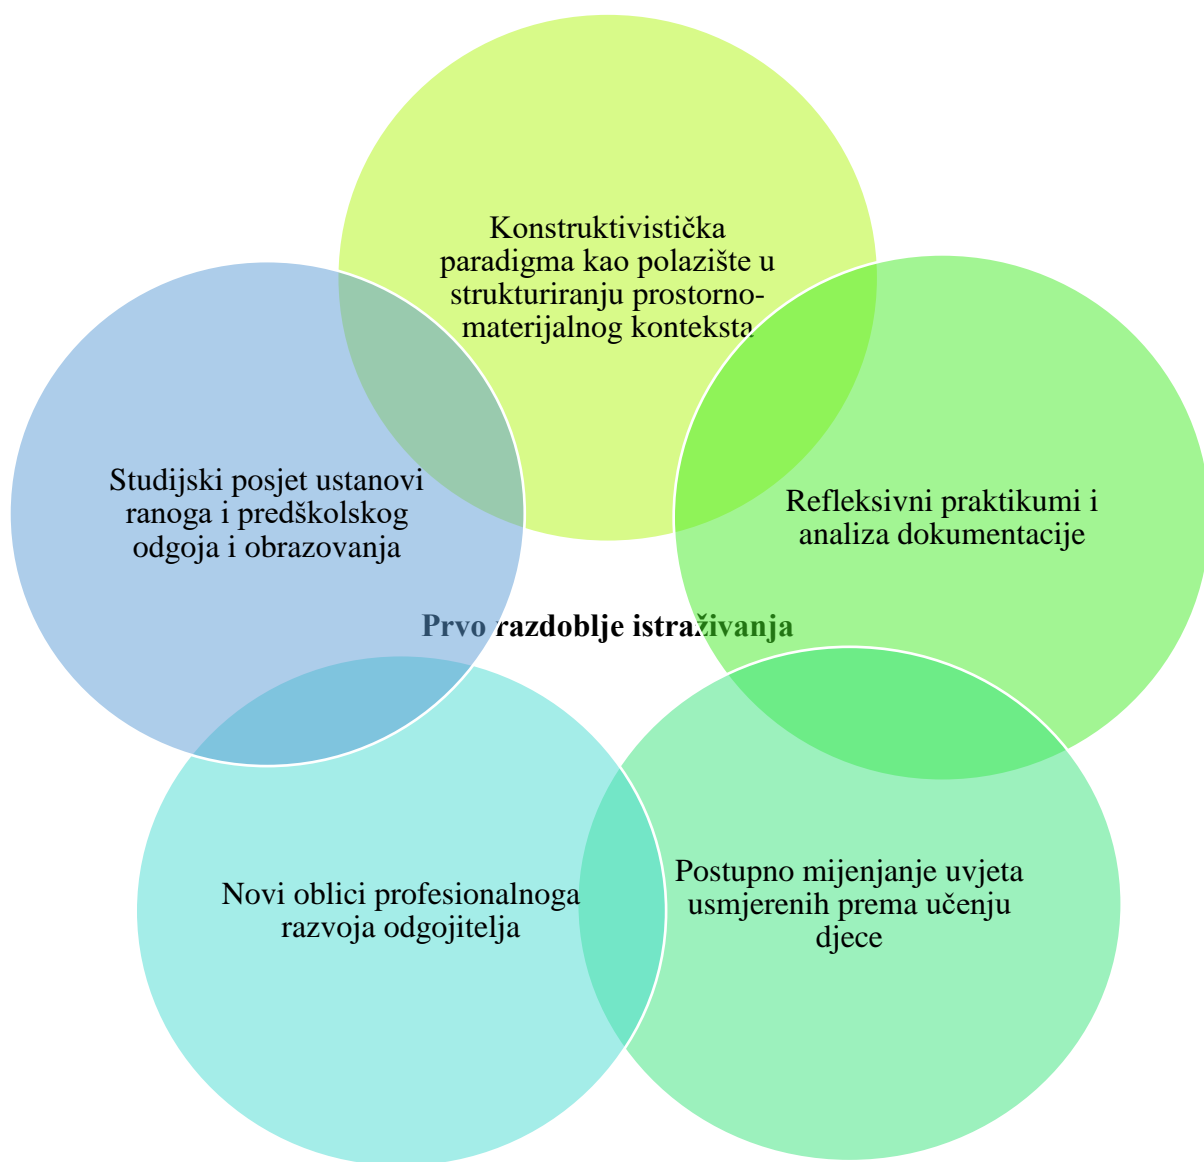 Konstruktivistička
paradigma kao polazište u
strukturiranju prostorno-
materijalnog konteksta
Studijski posjet ustanovi
ranoga i predškolskog
odgoja i obrazovanja
Refleksivni praktikumi i
analiza dokumentacije
Prvo razdoblje istraživanja
Novi oblici profesionalnoga
razvoja odgojitelja
Postupno mijenjanje uvjeta
usmjerenih prema učenju
djece